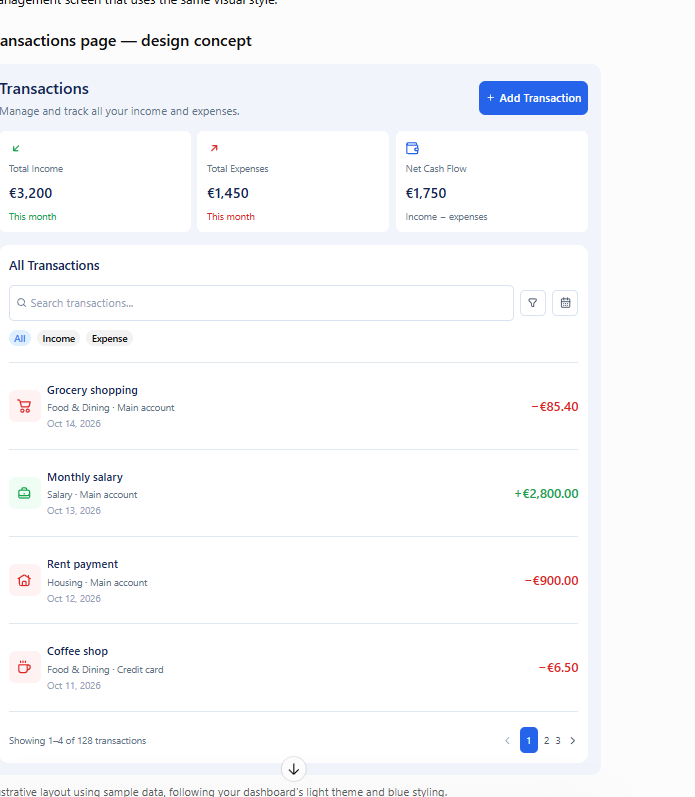 anagement screen that uses the same visual style.
ansactions page — design concept
Transactions
Manage and track all your income and expenses.
+ Add Transaction
Total Income
€3,200
This month
Total Expenses
€1,450
This month
Net Cash Flow
€1,750
Income − expenses
All Transactions
Search transactions...
All Income Expense
Grocery shopping
Food & Dining · Main account
Oct 14, 2026
−€85.40
Monthly salary
Salary · Main account
Oct 13, 2026
+€2,800.00
Rent payment
Housing · Main account
Oct 12, 2026
−€900.00
Coffee shop
Food & Dining · Credit card
Oct 11, 2026
−€6.50
Showing 1–4 of 128 transactions
1 2 3
strative layout using sample data, following your dashboard's light theme and blue styling.